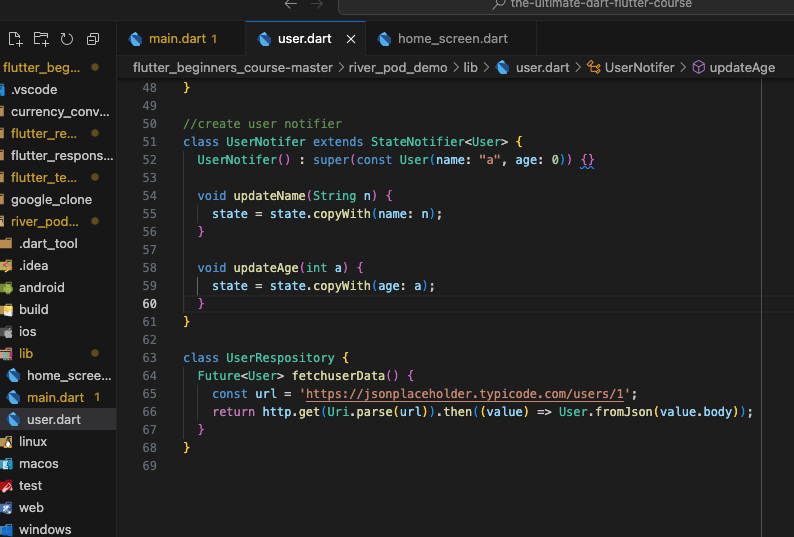 the-ultimate-dart-flutter-course
main.dart 1
user.dart
home_screen.dart
flutter_beginners_course-master > river_pod_demo > lib > user.dart > UserNotifer > updateAge
flutter_beg...
.vscode
currency_conv...
flutter_re...
flutter_respons...
flutter_te...
google_clone
river_pod...
.dart_tool
.idea
android
build
ios
lib
home_scree...
main.dart 1
user.dart
linux
macos
test
web
windows
48 }
49
50 //create user notifier
51 class UserNotifer extends StateNotifier<User> {
52 UserNotifer() : super(const User(name: "a", age: 0)) {}
53
54 void updateName(String n) {
55 state = state.copyWith(name: n);
56 }
57
58 void updateAge(int a) {
59 state = state.copyWith(age: a);
60 }
61 }
62
63 class UserRespository {
64 Future<User> fetchuserData() {
65 const url = 'https://jsonplaceholder.typicode.com/users/1';
66 return http.get(Uri.parse(url)).then((value) => User.fromJson(value.body));
67 }
68 }
69